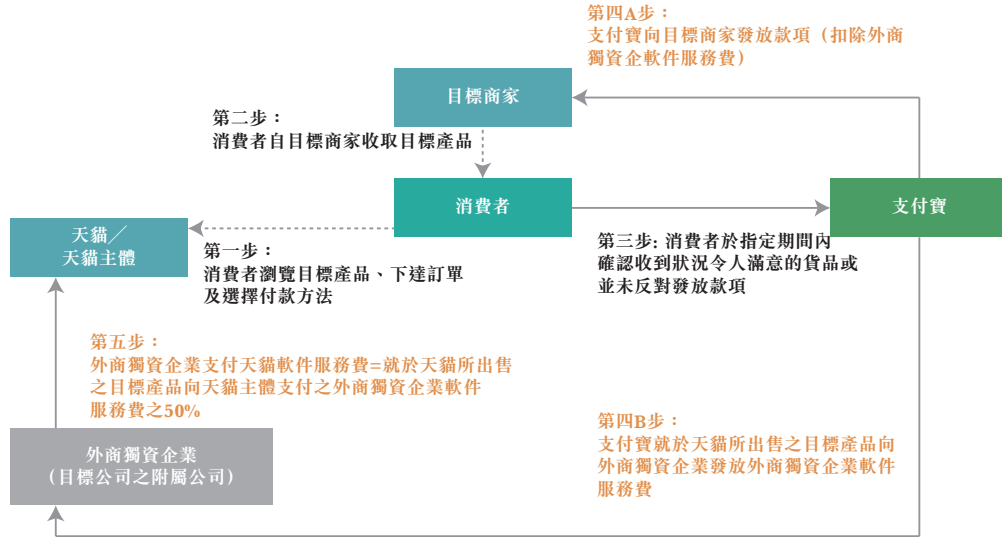 第四A步：
支付寶向目標商家發放款項（扣除外商
獨資企軟件服務費）
目標商家
第二步：
消費者自目標商家收取目標產品
消費者
支付寶
天貓／
天貓主體
第一步：
消費者瀏覽目標產品、下達訂單
及選擇付款方法
第三步: 消費者於指定期間內
確認收到狀況令人滿意的貨品或
並未反對發放款項
第五步：
外商獨資企業支付天貓軟件服務費=就於天貓所出售
之目標產品向天貓主體支付之外商獨資企業軟件
服務費之50%
第四B步：
支付寶就於天貓所出售之目標產品向
外商獨資企業發放外商獨資企業軟件
服務費
外商獨資企業
（目標公司之附屬公司）